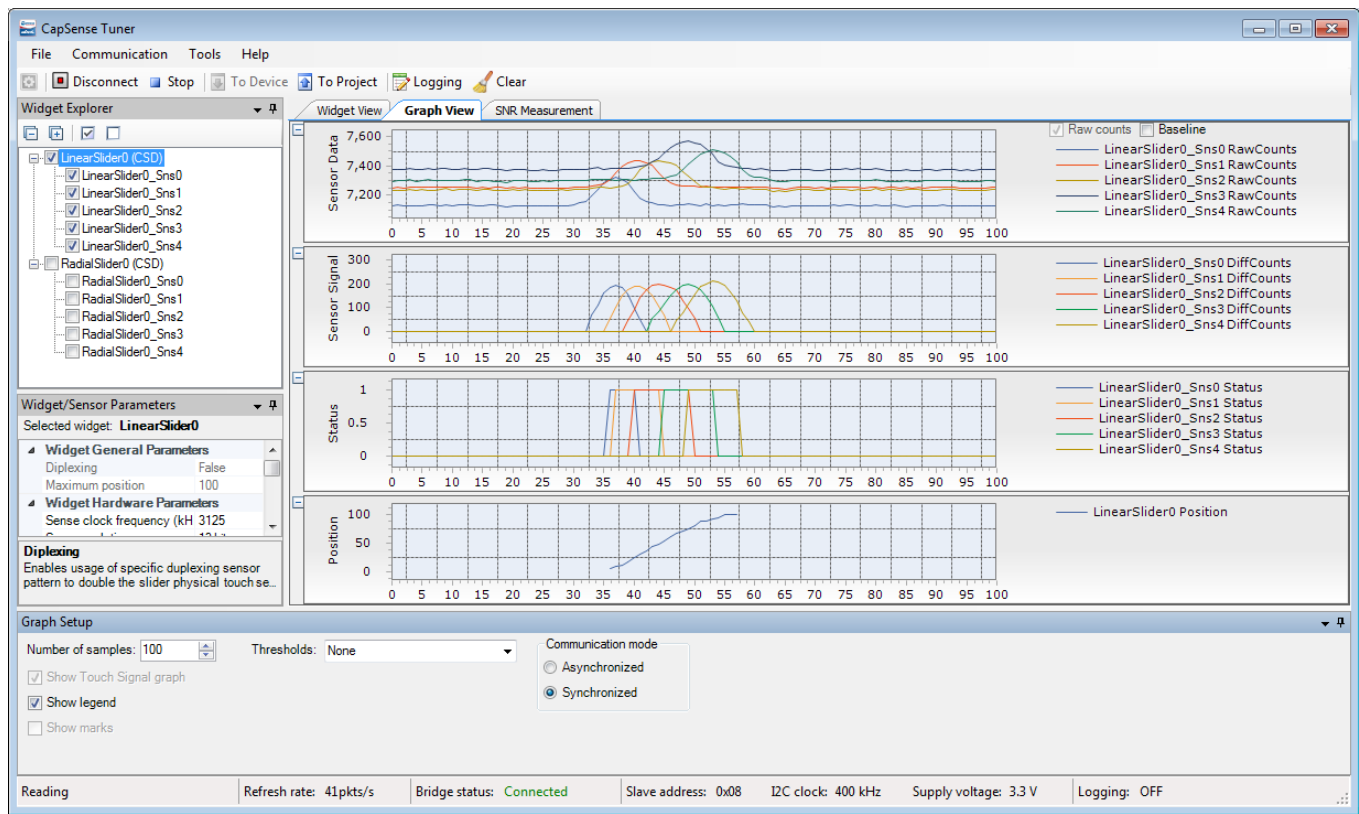 CapSense Tuner
File Communication Tools Help
Disconnect Stop To Device To Project Logging Clear
Widget Explorer
LinearSlider0 (CSD)
LinearSlider0_Sns0
LinearSlider0_Sns1
LinearSlider0_Sns2
LinearSlider0_Sns3
LinearSlider0_Sns4
RadialSlider0 (CSD)
RadialSlider0_Sns0
RadialSlider0_Sns1
RadialSlider0_Sns2
RadialSlider0_Sns3
RadialSlider0_Sns4
Widget/Sensor Parameters
Selected widget: LinearSlider0
Widget General Parameters
Diplexing False
Maximum position 100
Widget Hardware Parameters
Sense clock frequency (kH 3125
Diplexing
Enables usage of specific duplexing sensor
pattern to double the slider physical touch se...
Widget View Graph View SNR Measurement
Sensor Data
7,600
7,400
7,200
0 5 10 15 20 25 30 35 40 45 50 55 60 65 70 75 80 85 90 95 100
Raw counts Baseline
LinearSlider0_Sns0 RawCounts
LinearSlider0_Sns1 RawCounts
LinearSlider0_Sns2 RawCounts
LinearSlider0_Sns3 RawCounts
LinearSlider0_Sns4 RawCounts
Sensor Signal
300
200
100
0
0 5 10 15 20 25 30 35 40 45 50 55 60 65 70 75 80 85 90 95 100
LinearSlider0_Sns0 DiffCounts
LinearSlider0_Sns1 DiffCounts
LinearSlider0_Sns2 DiffCounts
LinearSlider0_Sns3 DiffCounts
LinearSlider0_Sns4 DiffCounts
Status
1
0.5
0
0 5 10 15 20 25 30 35 40 45 50 55 60 65 70 75 80 85 90 95 100
LinearSlider0_Sns0 Status
LinearSlider0_Sns1 Status
LinearSlider0_Sns2 Status
LinearSlider0_Sns3 Status
LinearSlider0_Sns4 Status
Position
100
50
0
0 5 10 15 20 25 30 35 40 45 50 55 60 65 70 75 80 85 90 95 100
LinearSlider0 Position
Graph Setup
Number of samples: 100 Thresholds: None
Communication mode
Asynchronized
Synchronized
Show Touch Signal graph
Show legend
Show marks
Reading Refresh rate: 41pkts/s Bridge status: Connected Slave address: 0x08 I2C clock: 400 kHz Supply voltage: 3.3 V Logging: OFF